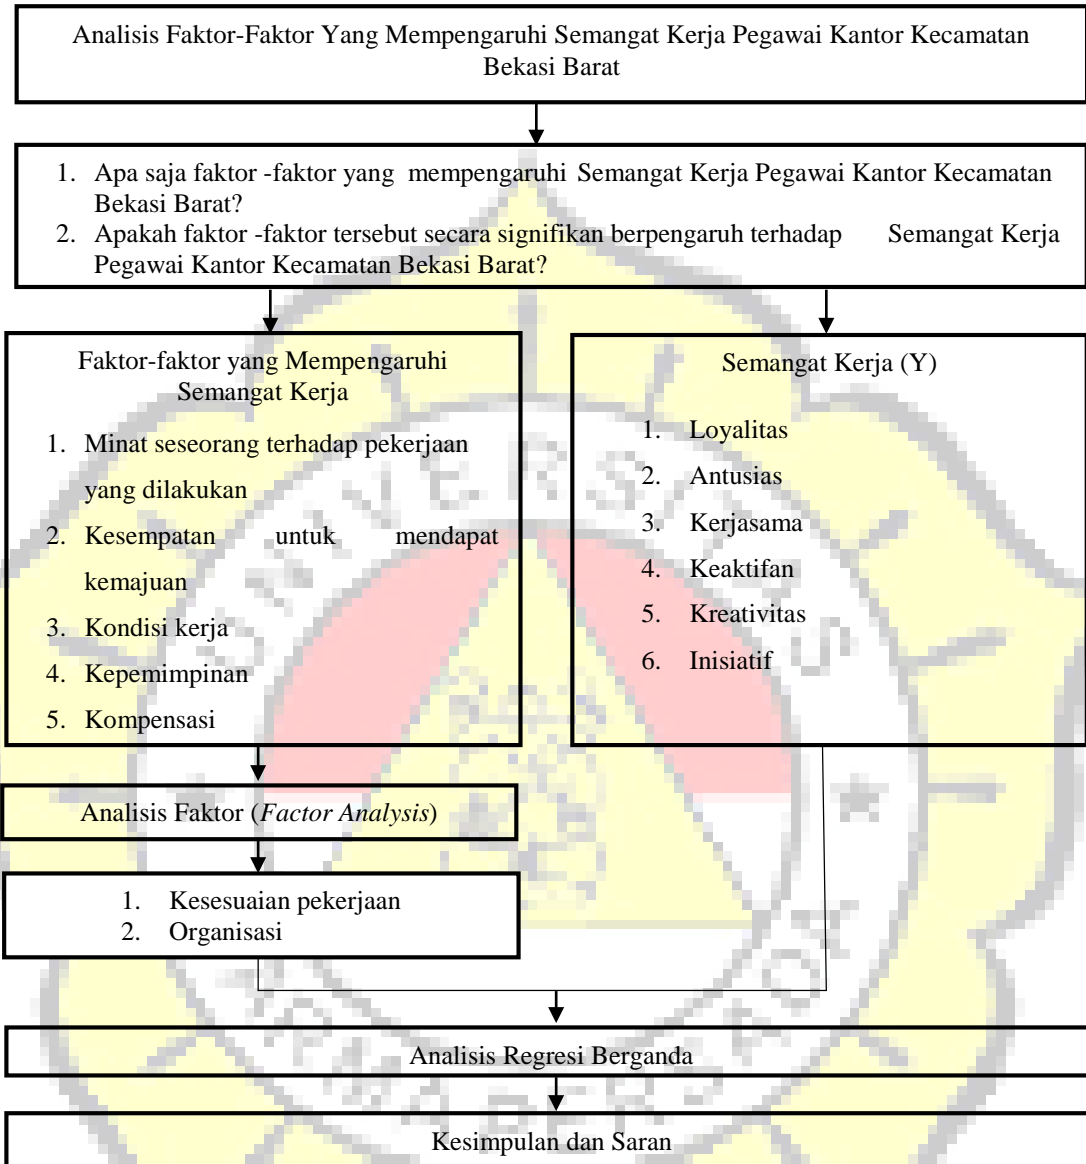 Analisis Faktor-Faktor Yang Mempengaruhi Semangat Kerja Pegawai Kantor Kecamatan
Bekasi Barat
1. Apa saja faktor -faktor yang mempengaruhi Semangat Kerja Pegawai Kantor Kecamatan
Bekasi Barat?
2. Apakah faktor -faktor tersebut secara signifikan berpengaruh terhadap Semangat Kerja
Pegawai Kantor Kecamatan Bekasi Barat?
Faktor-faktor yang Mempengaruhi
Semangat Kerja
1. Minat seseorang terhadap pekerjaan
yang dilakukan
2. Kesempatan untuk mendapat
kemajuan
3. Kondisi kerja
4. Kepemimpinan
5. Kompensasi
Semangat Kerja (Y)
1. Loyalitas
2. Antusias
3. Kerjasama
4. Keaktifan
5. Kreativitas
6. Inisiatif
Analisis Faktor (Factor Analysis)
1. Kesesuaian pekerjaan
2. Organisasi
Analisis Regresi Berganda
Kesimpulan dan Saran
UNIVERSITAS